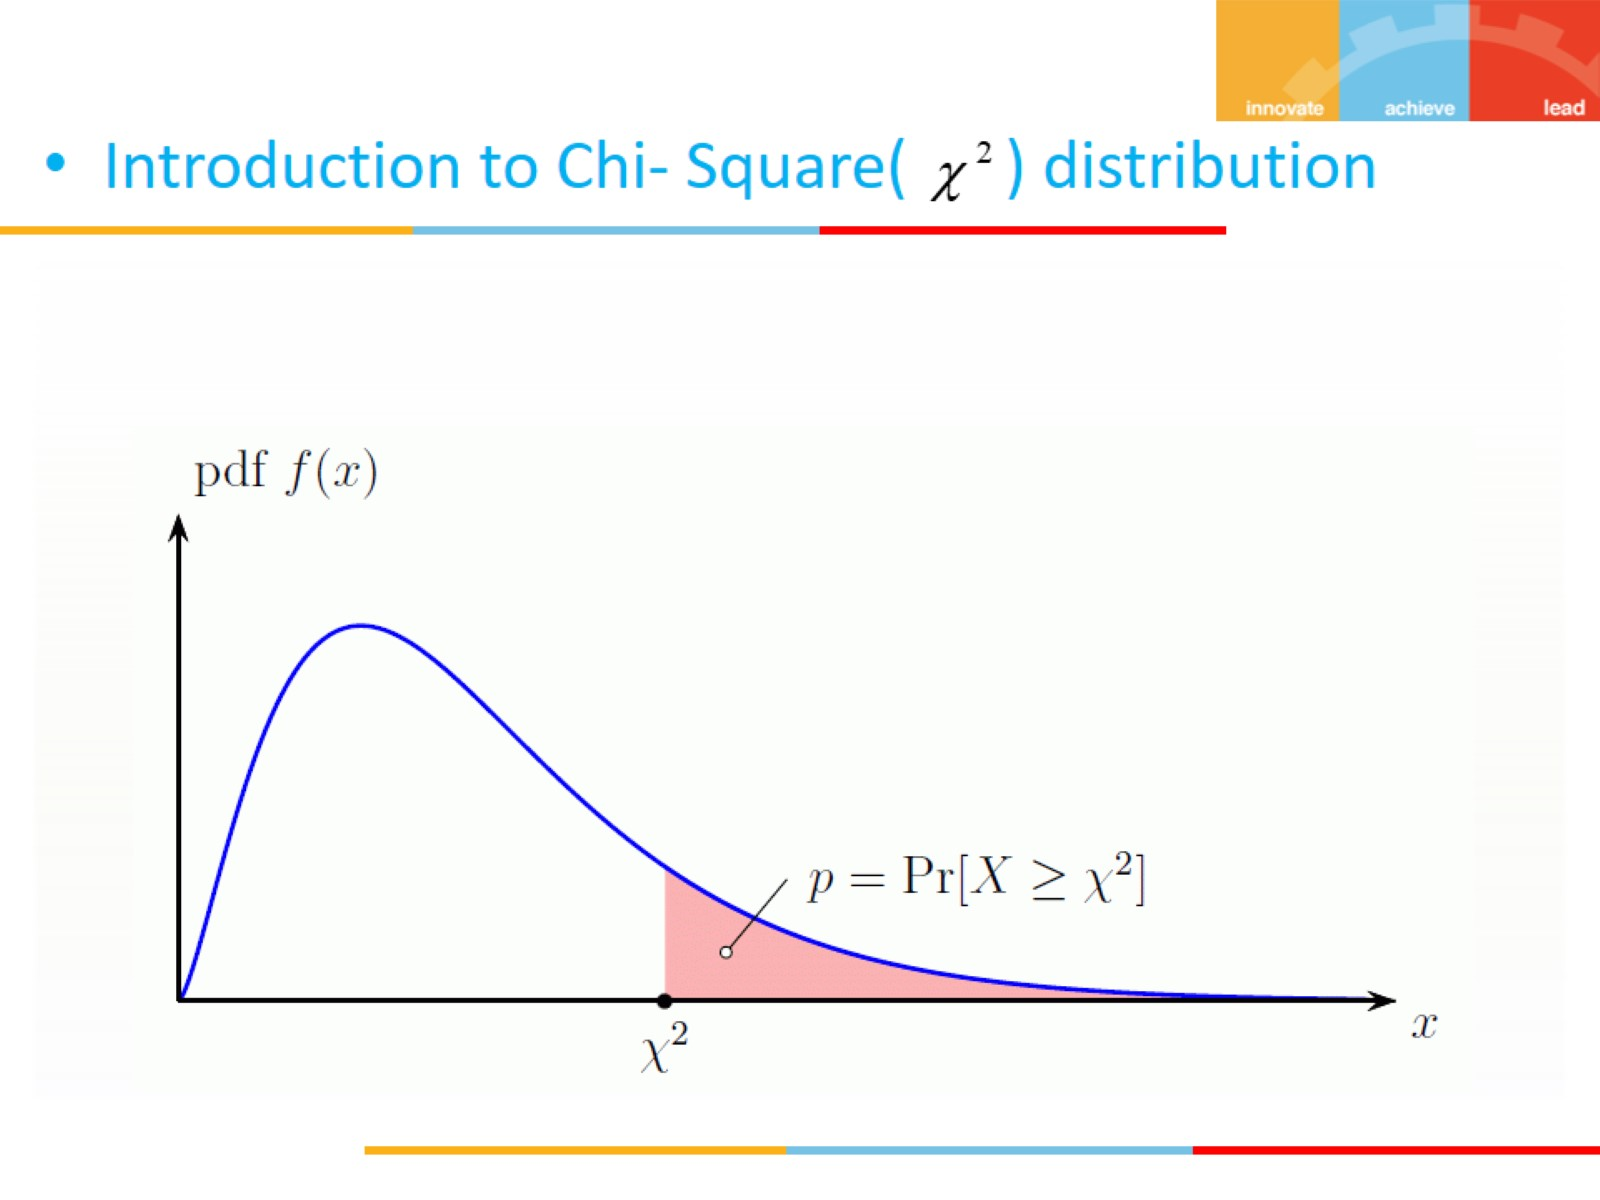 innovate achieve lead
• Introduction to Chi- Square( χ² ) distribution
pdf f(x)
p = Pr[X ≥ χ²]
χ²
x